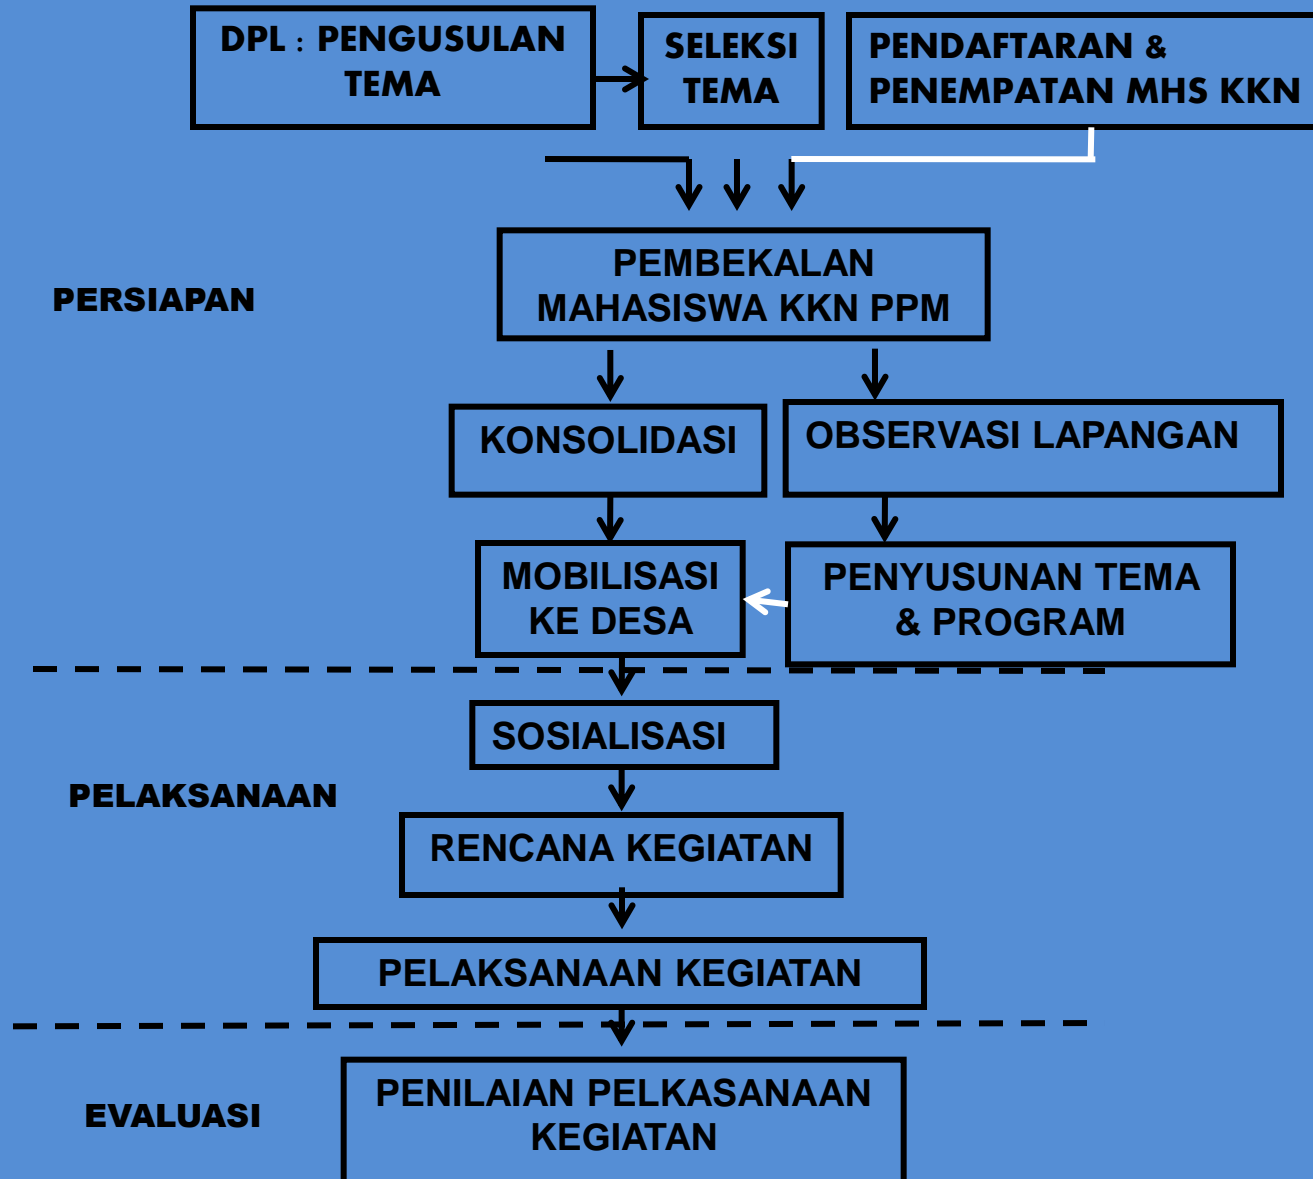 DPL : PENGUSULAN
TEMA
SELEKSI
TEMA
PENDAFTARAN &
PENEMPATAN MHS KKN
PEMBEKALAN
MAHASISWA KKN PPM
PERSIAPAN
KONSOLIDASI
OBSERVASI LAPANGAN
MOBILISASI
KE DESA
PENYUSUNAN TEMA
& PROGRAM
SOSIALISASI
PELAKSANAAN
RENCANA KEGIATAN
PELAKSANAAN KEGIATAN
EVALUASI
PENILAIAN PELKASANAAN
KEGIATAN